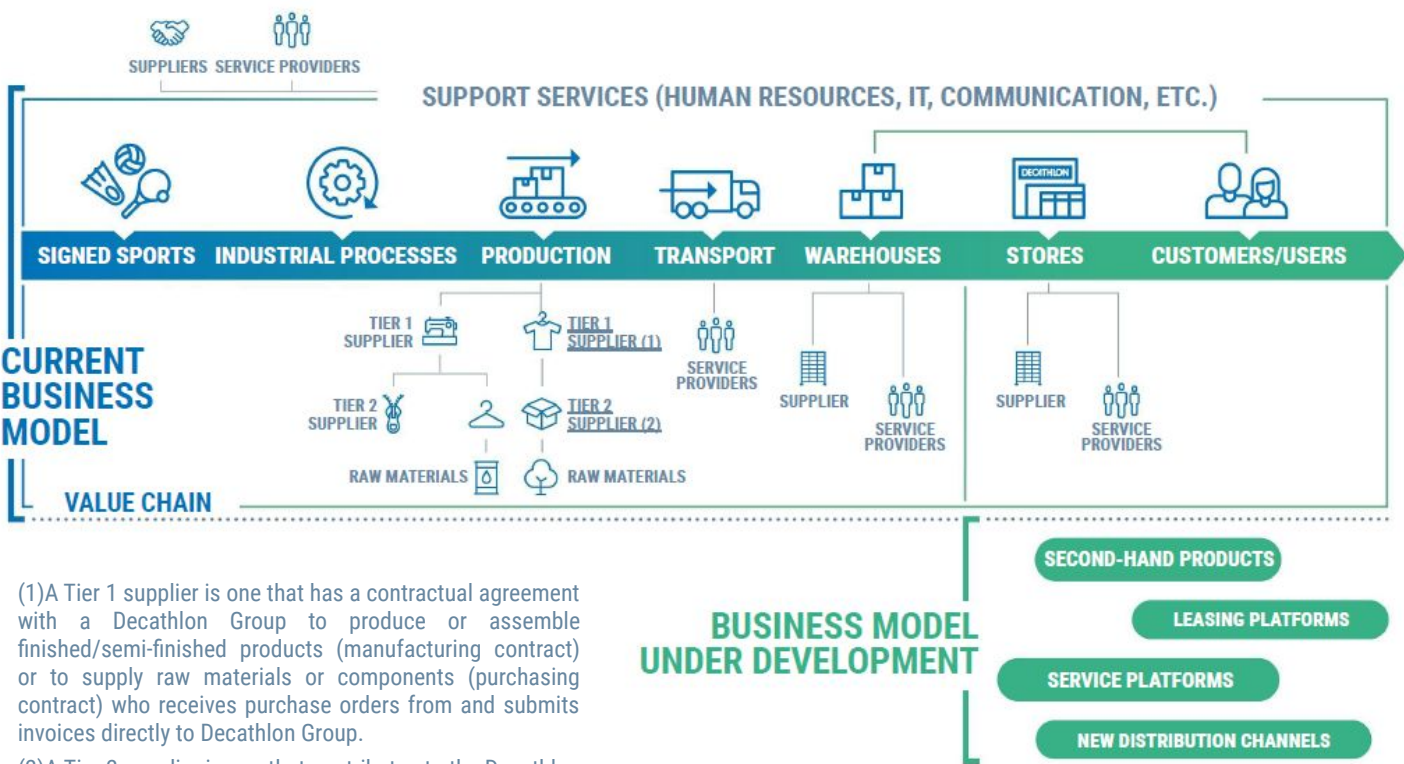 SUPPLIERS SERVICE PROVIDERS
SUPPORT SERVICES (HUMAN RESOURCES, IT, COMMUNICATION, ETC.)
DECATHLON
SIGNED SPORTS INDUSTRIAL PROCESSES PRODUCTION TRANSPORT WAREHOUSES STORES CUSTOMERS/USERS
CURRENT
BUSINESS
MODEL
TIER 1
SUPPLIER
TIER 1
SUPPLIER (1)
TIER 2
SUPPLIER
TIER 2
SUPPLIER (2)
RAW MATERIALS
RAW MATERIALS
SERVICE
PROVIDERS
SUPPLIER
SERVICE
PROVIDERS
SUPPLIER
SERVICE
PROVIDERS
VALUE CHAIN
(1)A Tier 1 supplier is one that has a contractual agreement
with a Decathlon Group to produce or assemble
finished/semi-finished products (manufacturing contract)
or to supply raw materials or components (purchasing
contract) who receives purchase orders from and submits
invoices directly to Decathlon Group.
BUSINESS MODEL
UNDER DEVELOPMENT
SECOND-HAND PRODUCTS
LEASING PLATFORMS
SERVICE PLATFORMS
NEW DISTRIBUTION CHANNELS